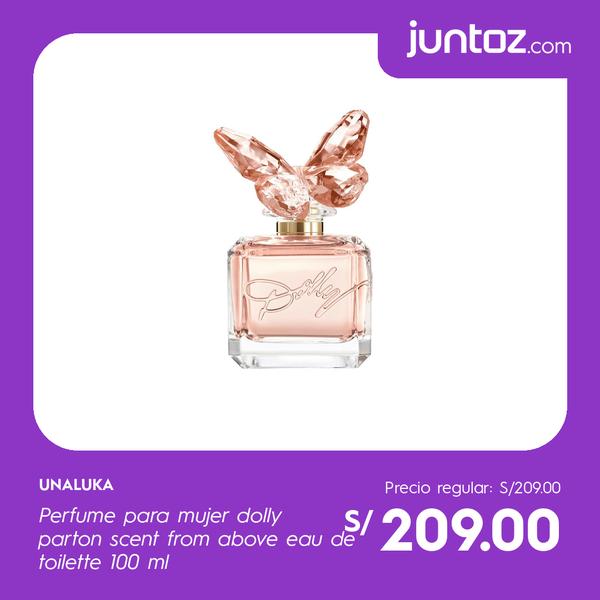 juntoz.com
Dolly
UNALUKA
Precio regular: S/209.00
Perfume para mujer dolly
parton scent from above eau de
toilette 100 ml
S/ 209.00